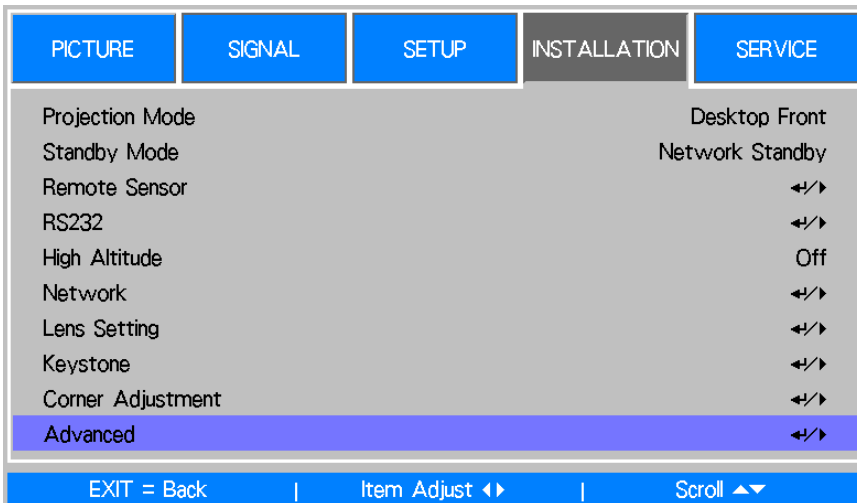 PICTURE SIGNAL SETUP INSTALLATION SERVICE
Projection Mode Desktop Front
Standby Mode Network Standby
Remote Sensor
RS232
High Altitude Off
Network
Lens Setting
Keystone
Corner Adjustment
Advanced
EXIT = Back | Item Adjust | Scroll